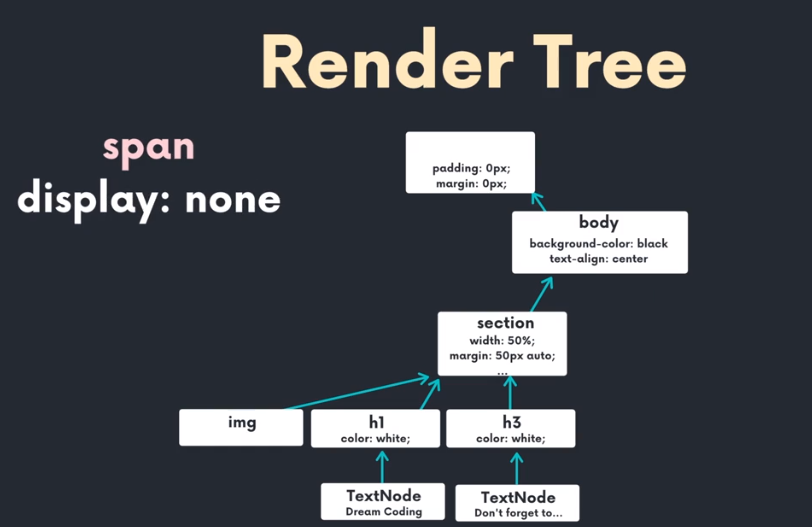 Render Tree
span
display: none
padding: 0px;
margin: 0px;
body
background-color: black
text-align: center
section
width: 50%;
margin: 50px auto;
...
img
h1
color: white;
h3
color: white;
TextNode
Dream Coding
TextNode
Don't forget to...